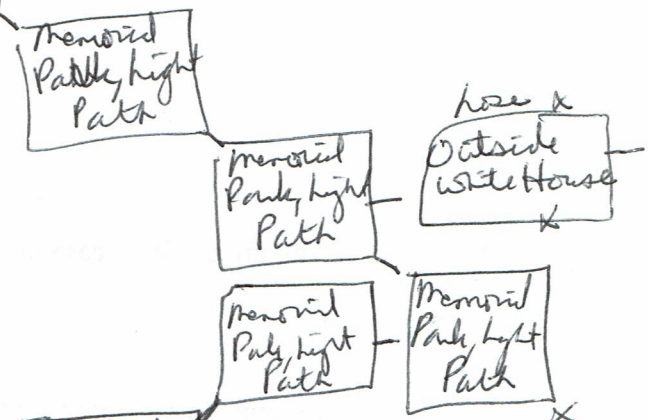 Memorial
Park, Light
Path
Lose x
Outside
White House
x
Memorial
Park, Light
Path
Memorial
Park, Light
Path
Memorial
Park, Light
Path
x